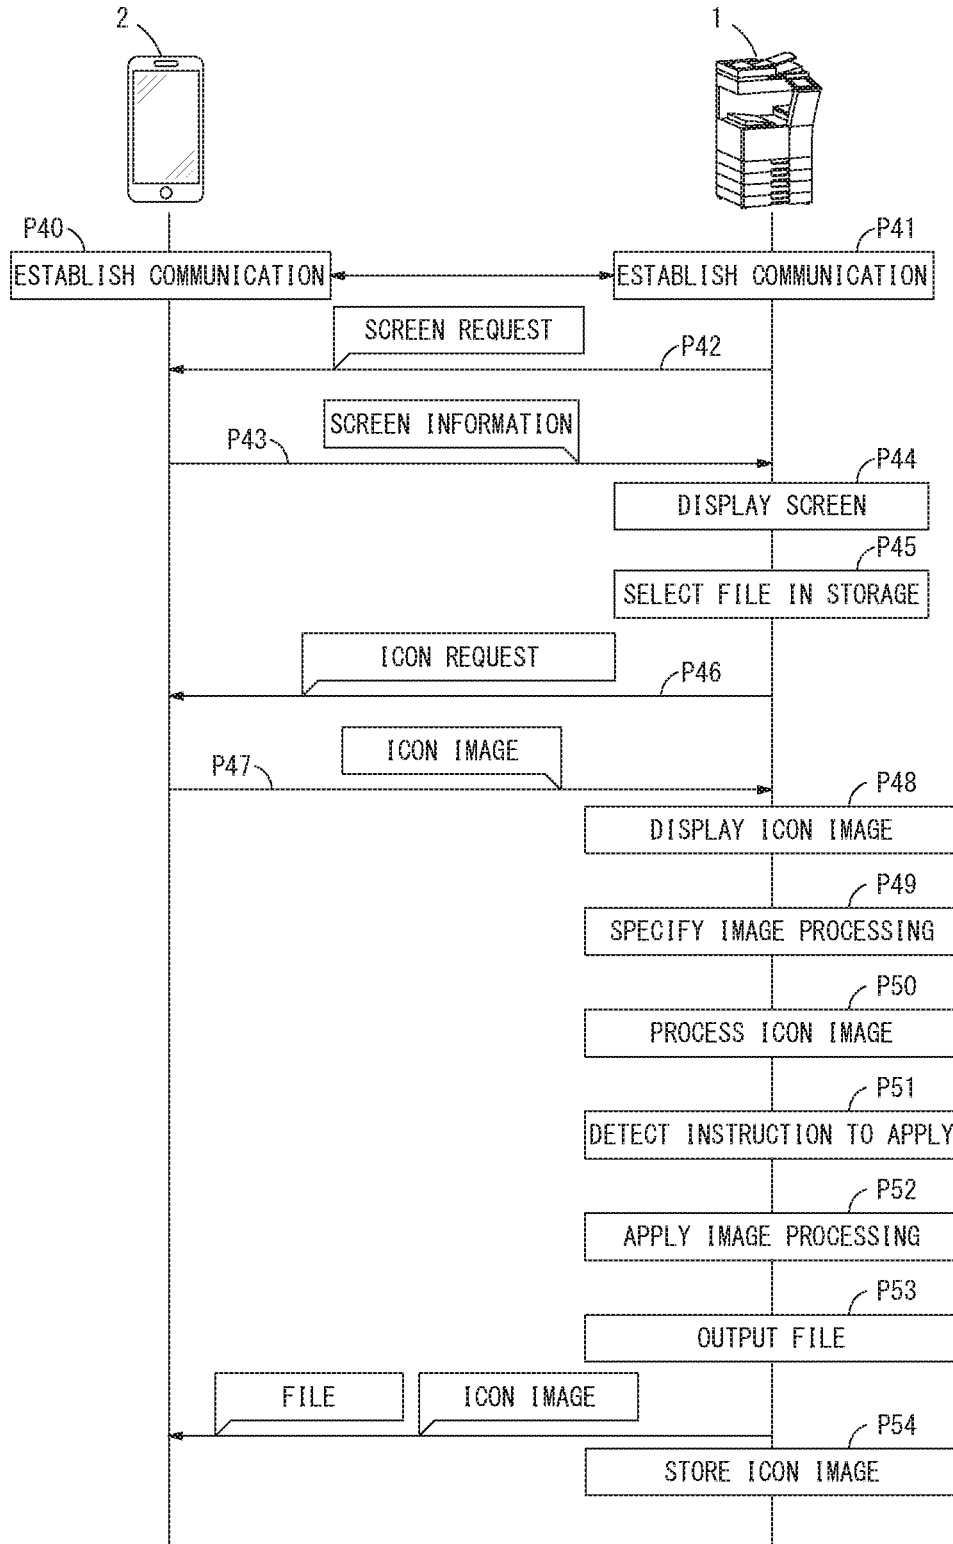 2
1
P40
P41
ESTABLISH COMMUNICATION
ESTABLISH COMMUNICATION
SCREEN REQUEST
P42
SCREEN INFORMATION
P43
P44
DISPLAY SCREEN
P45
SELECT FILE IN STORAGE
ICON REQUEST
P46
ICON IMAGE
P47
P48
DISPLAY ICON IMAGE
P49
SPECIFY IMAGE PROCESSING
P50
PROCESS ICON IMAGE
P51
DETECT INSTRUCTION TO APPLY
P52
APPLY IMAGE PROCESSING
P53
OUTPUT FILE
FILE
ICON IMAGE
P54
STORE ICON IMAGE